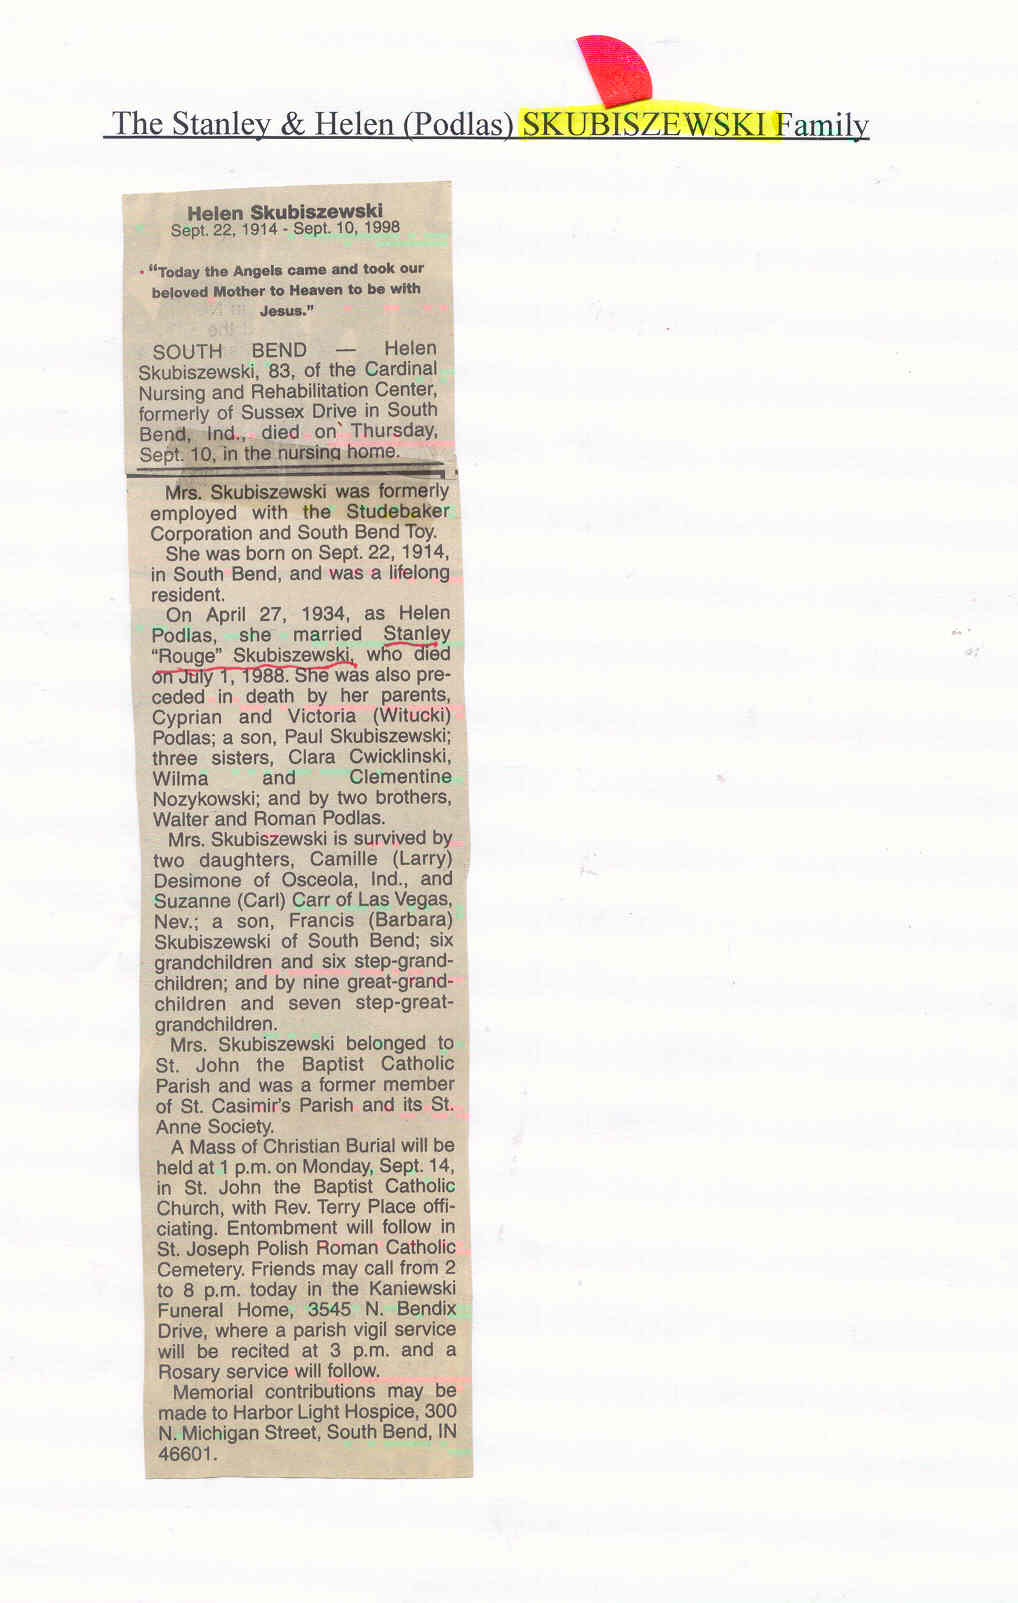 The Stanley & Helen (Podlas) SKUBISZEWSKI Family
Helen Skubiszewski
Sept. 22, 1914 - Sept. 10, 1998
"Today the Angels came and took our
beloved Mother to Heaven to be with
Jesus."
SOUTH BEND — Helen
Skubiszewski, 83, of the Cardinal
Nursing and Rehabilitation Center,
formerly of Sussex Drive in South
Bend, Ind., died on Thursday,
Sept. 10, in the nursing home.
Mrs. Skubiszewski was formerly
employed with the Studebaker
Corporation and South Bend Toy.
She was born on Sept. 22, 1914,
in South Bend, and was a lifelong
resident.
On April 27, 1934, as Helen
Podlas, she married Stanley
"Rouge" Skubiszewski, who died
on July 1, 1988. She was also pre-
ceded in death by her parents,
Cyprian and Victoria (Witucki)
Podlas; a son, Paul Skubiszewski;
three sisters, Clara Cwicklinski,
Wilma and Clementine
Nozykowski; and by two brothers,
Walter and Roman Podlas.
Mrs. Skubiszewski is survived by
two daughters, Camille (Larry)
Desimone of Osceola, Ind., and
Suzanne (Carl) Carr of Las Vegas,
Nev.; a son, Francis (Barbara)
Skubiszewski of South Bend; six
grandchildren and six step-grand-
children; and by nine great-grand-
children and seven step-great-
grandchildren.
Mrs. Skubiszewski belonged to
St. John the Baptist Catholic
Parish and was a former member
of St. Casimir's Parish and its St.
Anne Society.
A Mass of Christian Burial will be
held at 1 p.m. on Monday, Sept. 14,
in St. John the Baptist Catholic
Church, with Rev. Terry Place offi-
ciating. Entombment will follow in
St. Joseph Polish Roman Catholic
Cemetery. Friends may call from 2
to 8 p.m. today in the Kaniewski
Funeral Home, 3545 N. Bendix
Drive, where a parish vigil service
will be recited at 3 p.m. and a
Rosary service will follow.
Memorial contributions may be
made to Harbor Light Hospice, 300
N. Michigan Street, South Bend, IN
46601.